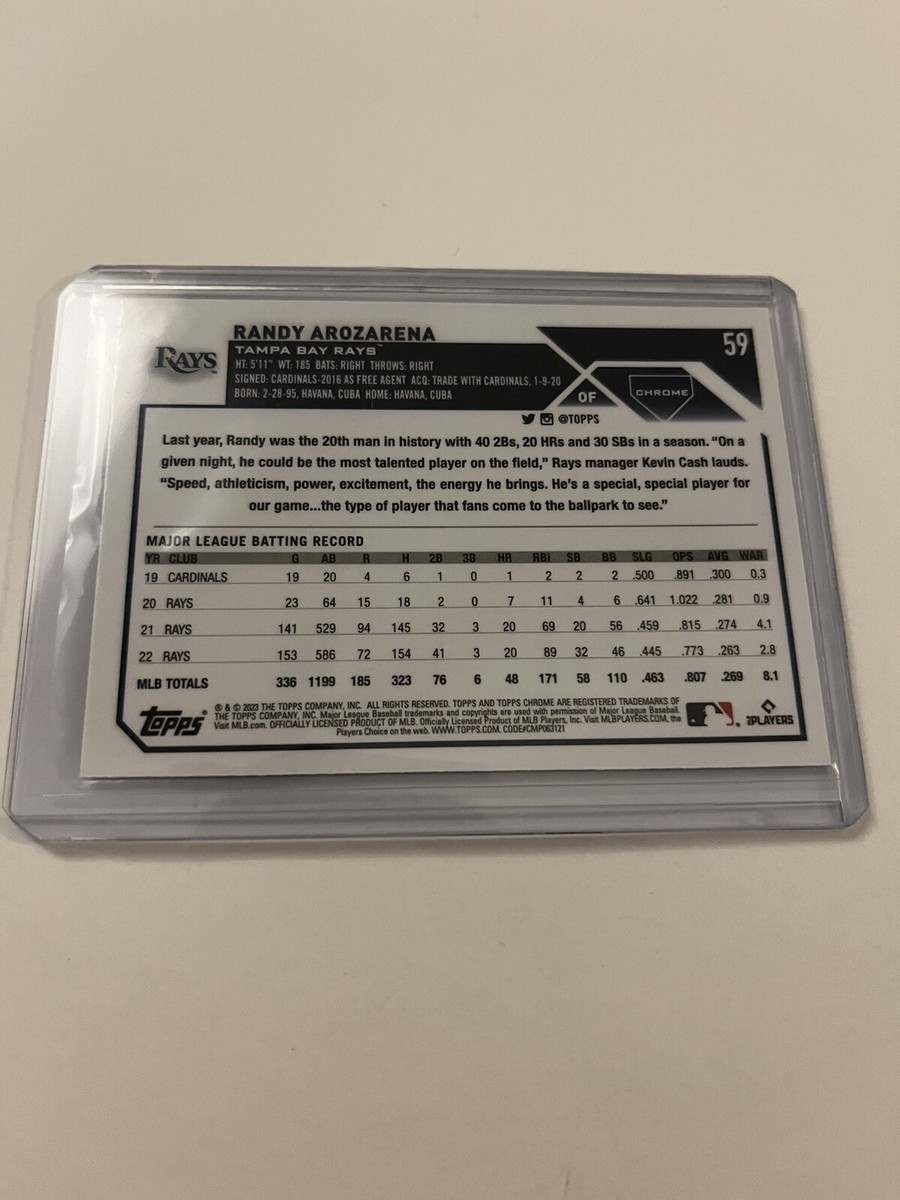 RANDY AROZARENA
59
RAYS
TAMPA BAY RAYS™
HT: 5'11" WT: 185 BATS: RIGHT THROWS: RIGHT
SIGNED: CARDINALS-2016 AS FREE AGENT ACQ: TRADE WITH CARDINALS, 1-9-20
BORN: 2-28-95, HAVANA, CUBA HOME: HAVANA, CUBA
OF
CHROME
@TOPPS
Last year, Randy was the 20th man in history with 40 2Bs, 20 HRs and 30 SBs in a season. “On a
given night, he could be the most talented player on the field,” Rays manager Kevin Cash lauds.
“Speed, athleticism, power, excitement, the energy he brings. He’s a special, special player for
our game...the type of player that fans come to the ballpark to see.”
MAJOR LEAGUE BATTING RECORD
YR CLUB G AB R H 2B 3B HR RBI SB BB SLG OPS AVG WAR
19 CARDINALS 19 20 4 6 1 0 1 2 2 2 .500 .891 .300 0.3
20 RAYS 23 64 15 18 2 0 7 11 4 6 .641 1.022 .281 0.9
21 RAYS 141 529 94 145 32 3 20 69 20 56 .459 .815 .274 4.1
22 RAYS 153 586 72 154 41 3 20 89 32 46 .445 .773 .263 2.8
MLB TOTALS 336 1199 185 323 76 6 48 171 58 110 .463 .807 .269 8.1
topps®
® & © 2023 THE TOPPS COMPANY, INC. ALL RIGHTS RESERVED. TOPPS AND TOPPS CHROME ARE REGISTERED TRADEMARKS OF
THE TOPPS COMPANY, INC. Major League Baseball trademarks and copyrights are used with permission of Major League Baseball.
Visit MLB.com. OFFICIALLY LICENSED PRODUCT OF MLB. Officially Licensed Product of MLB Players, Inc. Visit MLBPLAYERS.COM, the
Players Choice on the web. WWW.TOPPS.COM. CODE#CMP063121
PLAYERS